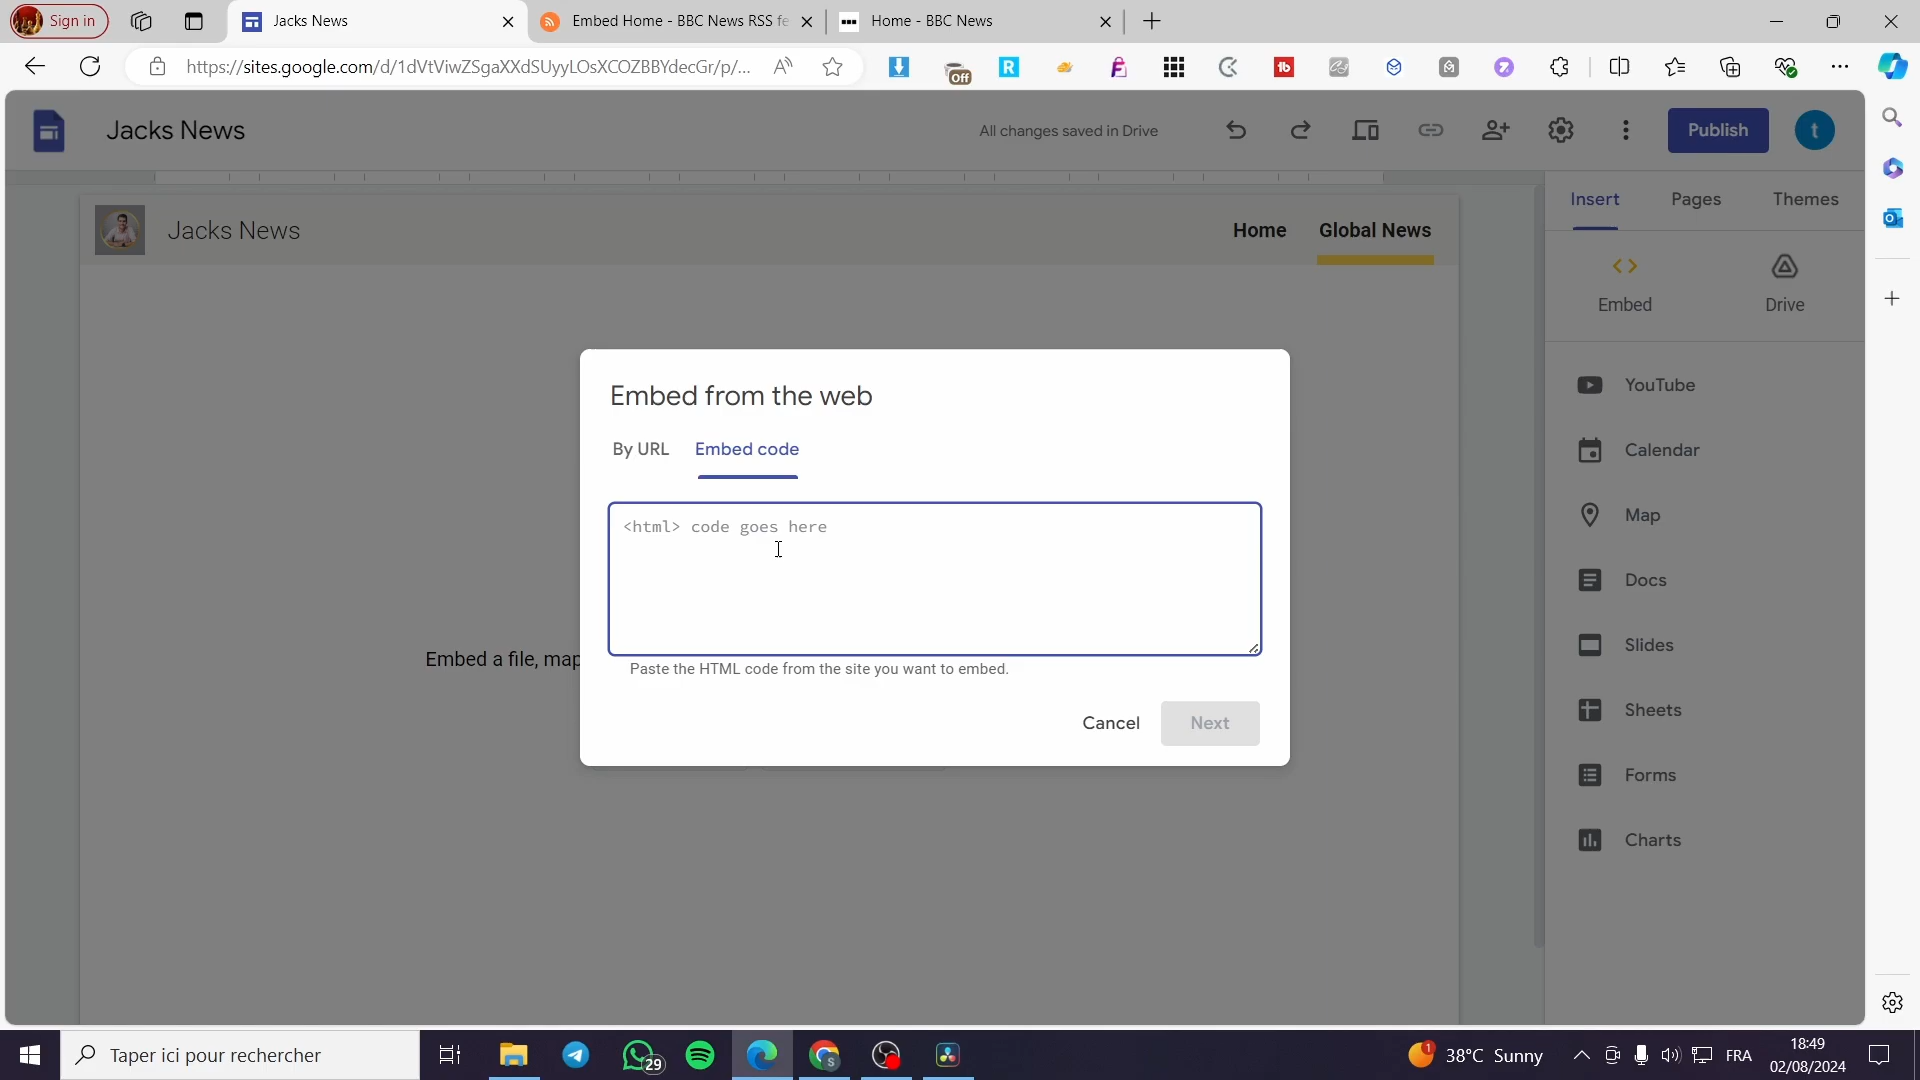 Sign in
Jacks News
Embed Home - BBC News RSS fe
Home - BBC News
https://sites.google.com/d/1dVtViwZSgaXXdSUyyLOsXCOZBBYdecGr/p/...
Off
R
16
Jacks News
All changes saved in Drive
Publish
t
Jacks News
Home
Global News
Insert
Pages
Themes
Embed
Drive
Embed from the web
By URL
Embed code
<html> code goes here
Paste the HTML code from the site you want to embed.
Cancel
Next
Embed a file, map
YouTube
Calendar
Map
Docs
Slides
Sheets
Forms
Charts
Taper ici pour rechercher
29
S
1
38°C Sunny
FRA
18:49
02/08/2024